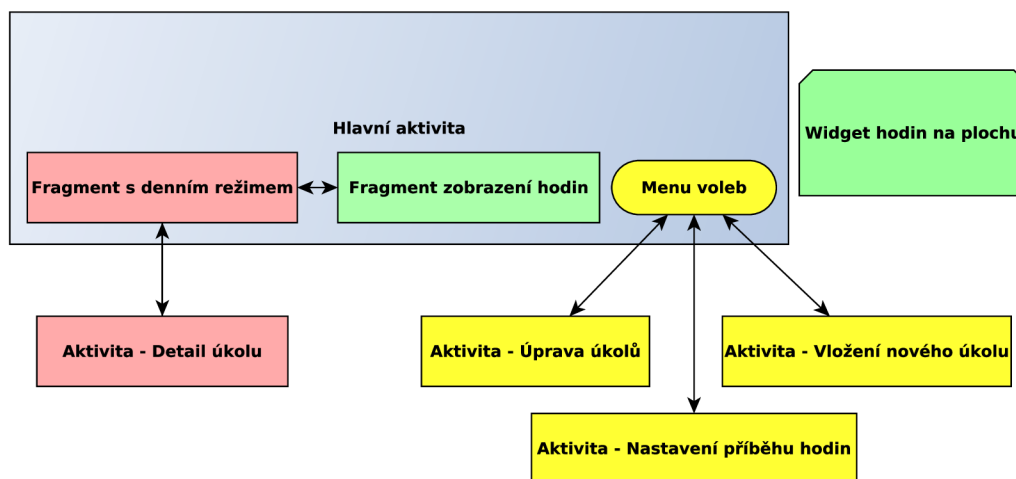 Hlavní aktivita
Widget hodin na plochu
Fragment s denním režimem
Fragment zobrazení hodin
Menu voleb
Aktivita - Detail úkolu
Aktivita - Úprava úkolů
Aktivita - Vložení nového úkolu
Aktivita - Nastavení příběhu hodin